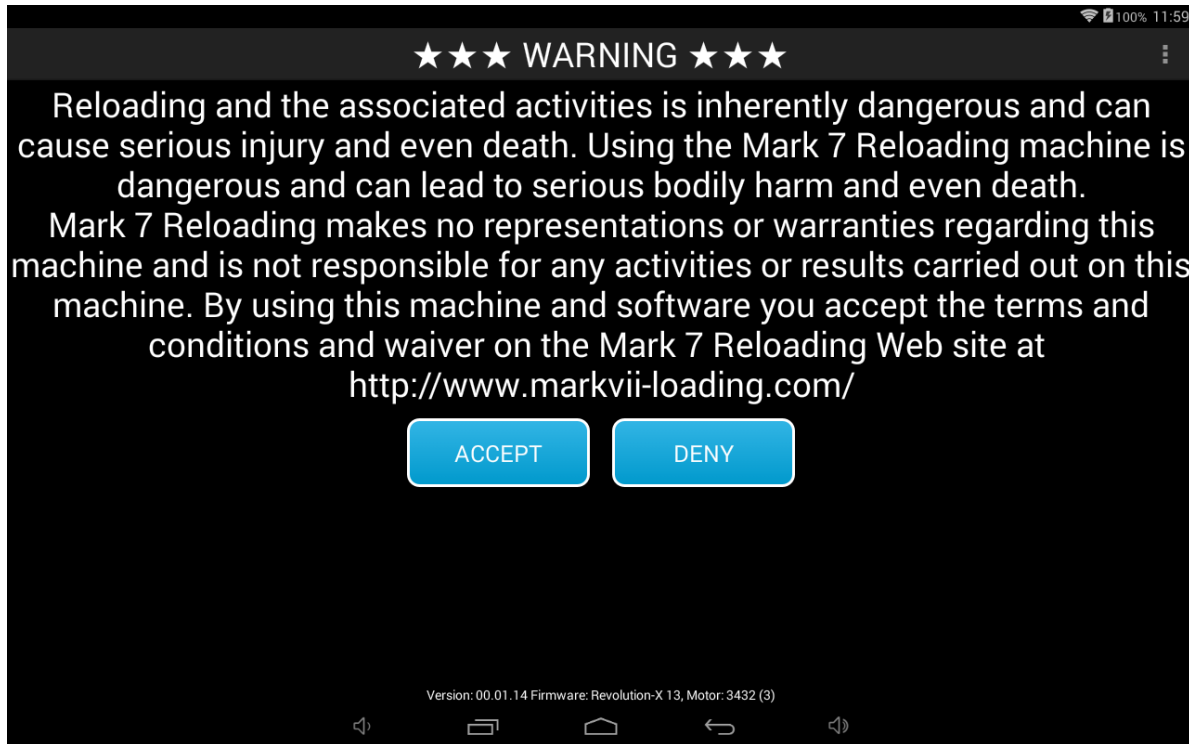 100% 11:59
★★★ WARNING ★★★
Reloading and the associated activities is inherently dangerous and can
cause serious injury and even death. Using the Mark 7 Reloading machine is
dangerous and can lead to serious bodily harm and even death.
Mark 7 Reloading makes no representations or warranties regarding this
machine and is not responsible for any activities or results carried out on this
machine. By using this machine and software you accept the terms and
conditions and waiver on the Mark 7 Reloading Web site at
http://www.markvii-loading.com/
ACCEPT DENY
Version: 00.01.14 Firmware: Revolution-X 13, Motor: 3432 (3)